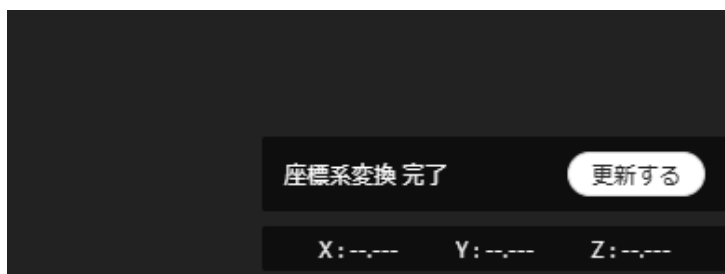 座標系変換 完了 更新する
X : --.--- Y : --.--- Z : --.---